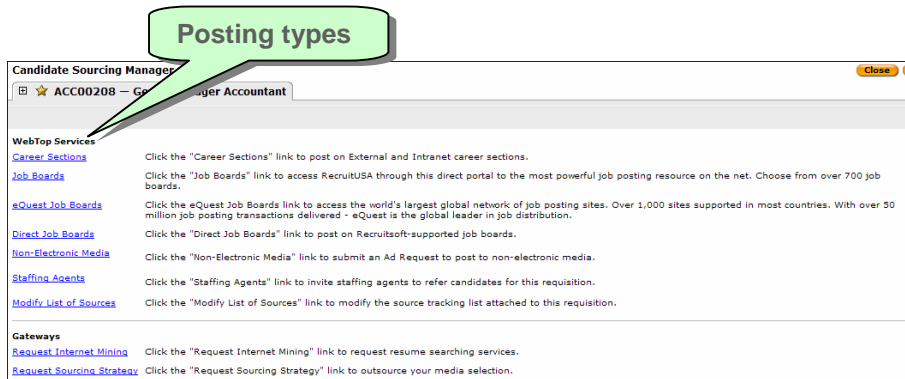 Posting types
Candidate Sourcing Manager
Close
ACC00208 — Ge ager Accountant
WebTop Services
Career Sections Click the "Career Sections" link to post on External and Intranet career sections.
Job Boards Click the "Job Boards" link to access RecruitUSA through this direct portal to the most powerful job posting resource on the net. Choose from over 700 job
boards.
eQuest Job Boards Click the eQuest Job Boards link to access the world's largest global network of job posting sites. Over 1,000 sites supported in most countries. With over 50
million job posting transactions delivered - eQuest is the global leader in job distribution.
Direct Job Boards Click the "Direct Job Boards" link to post on Recruitsoft-supported job boards.
Non-Electronic Media Click the "Non-Electronic Media" link to submit an Ad Request to post to non-electronic media.
Staffing Agents Click the "Staffing Agents" link to invite staffing agents to refer candidates for this requisition.
Modify List of Sources Click the "Modify List of Sources" link to modify the source tracking list attached to this requisition.
Gateways
Request Internet Mining Click the "Request Internet Mining" link to request resume searching services.
Request Sourcing Strategy Click the "Request Sourcing Strategy" link to outsource your media selection.